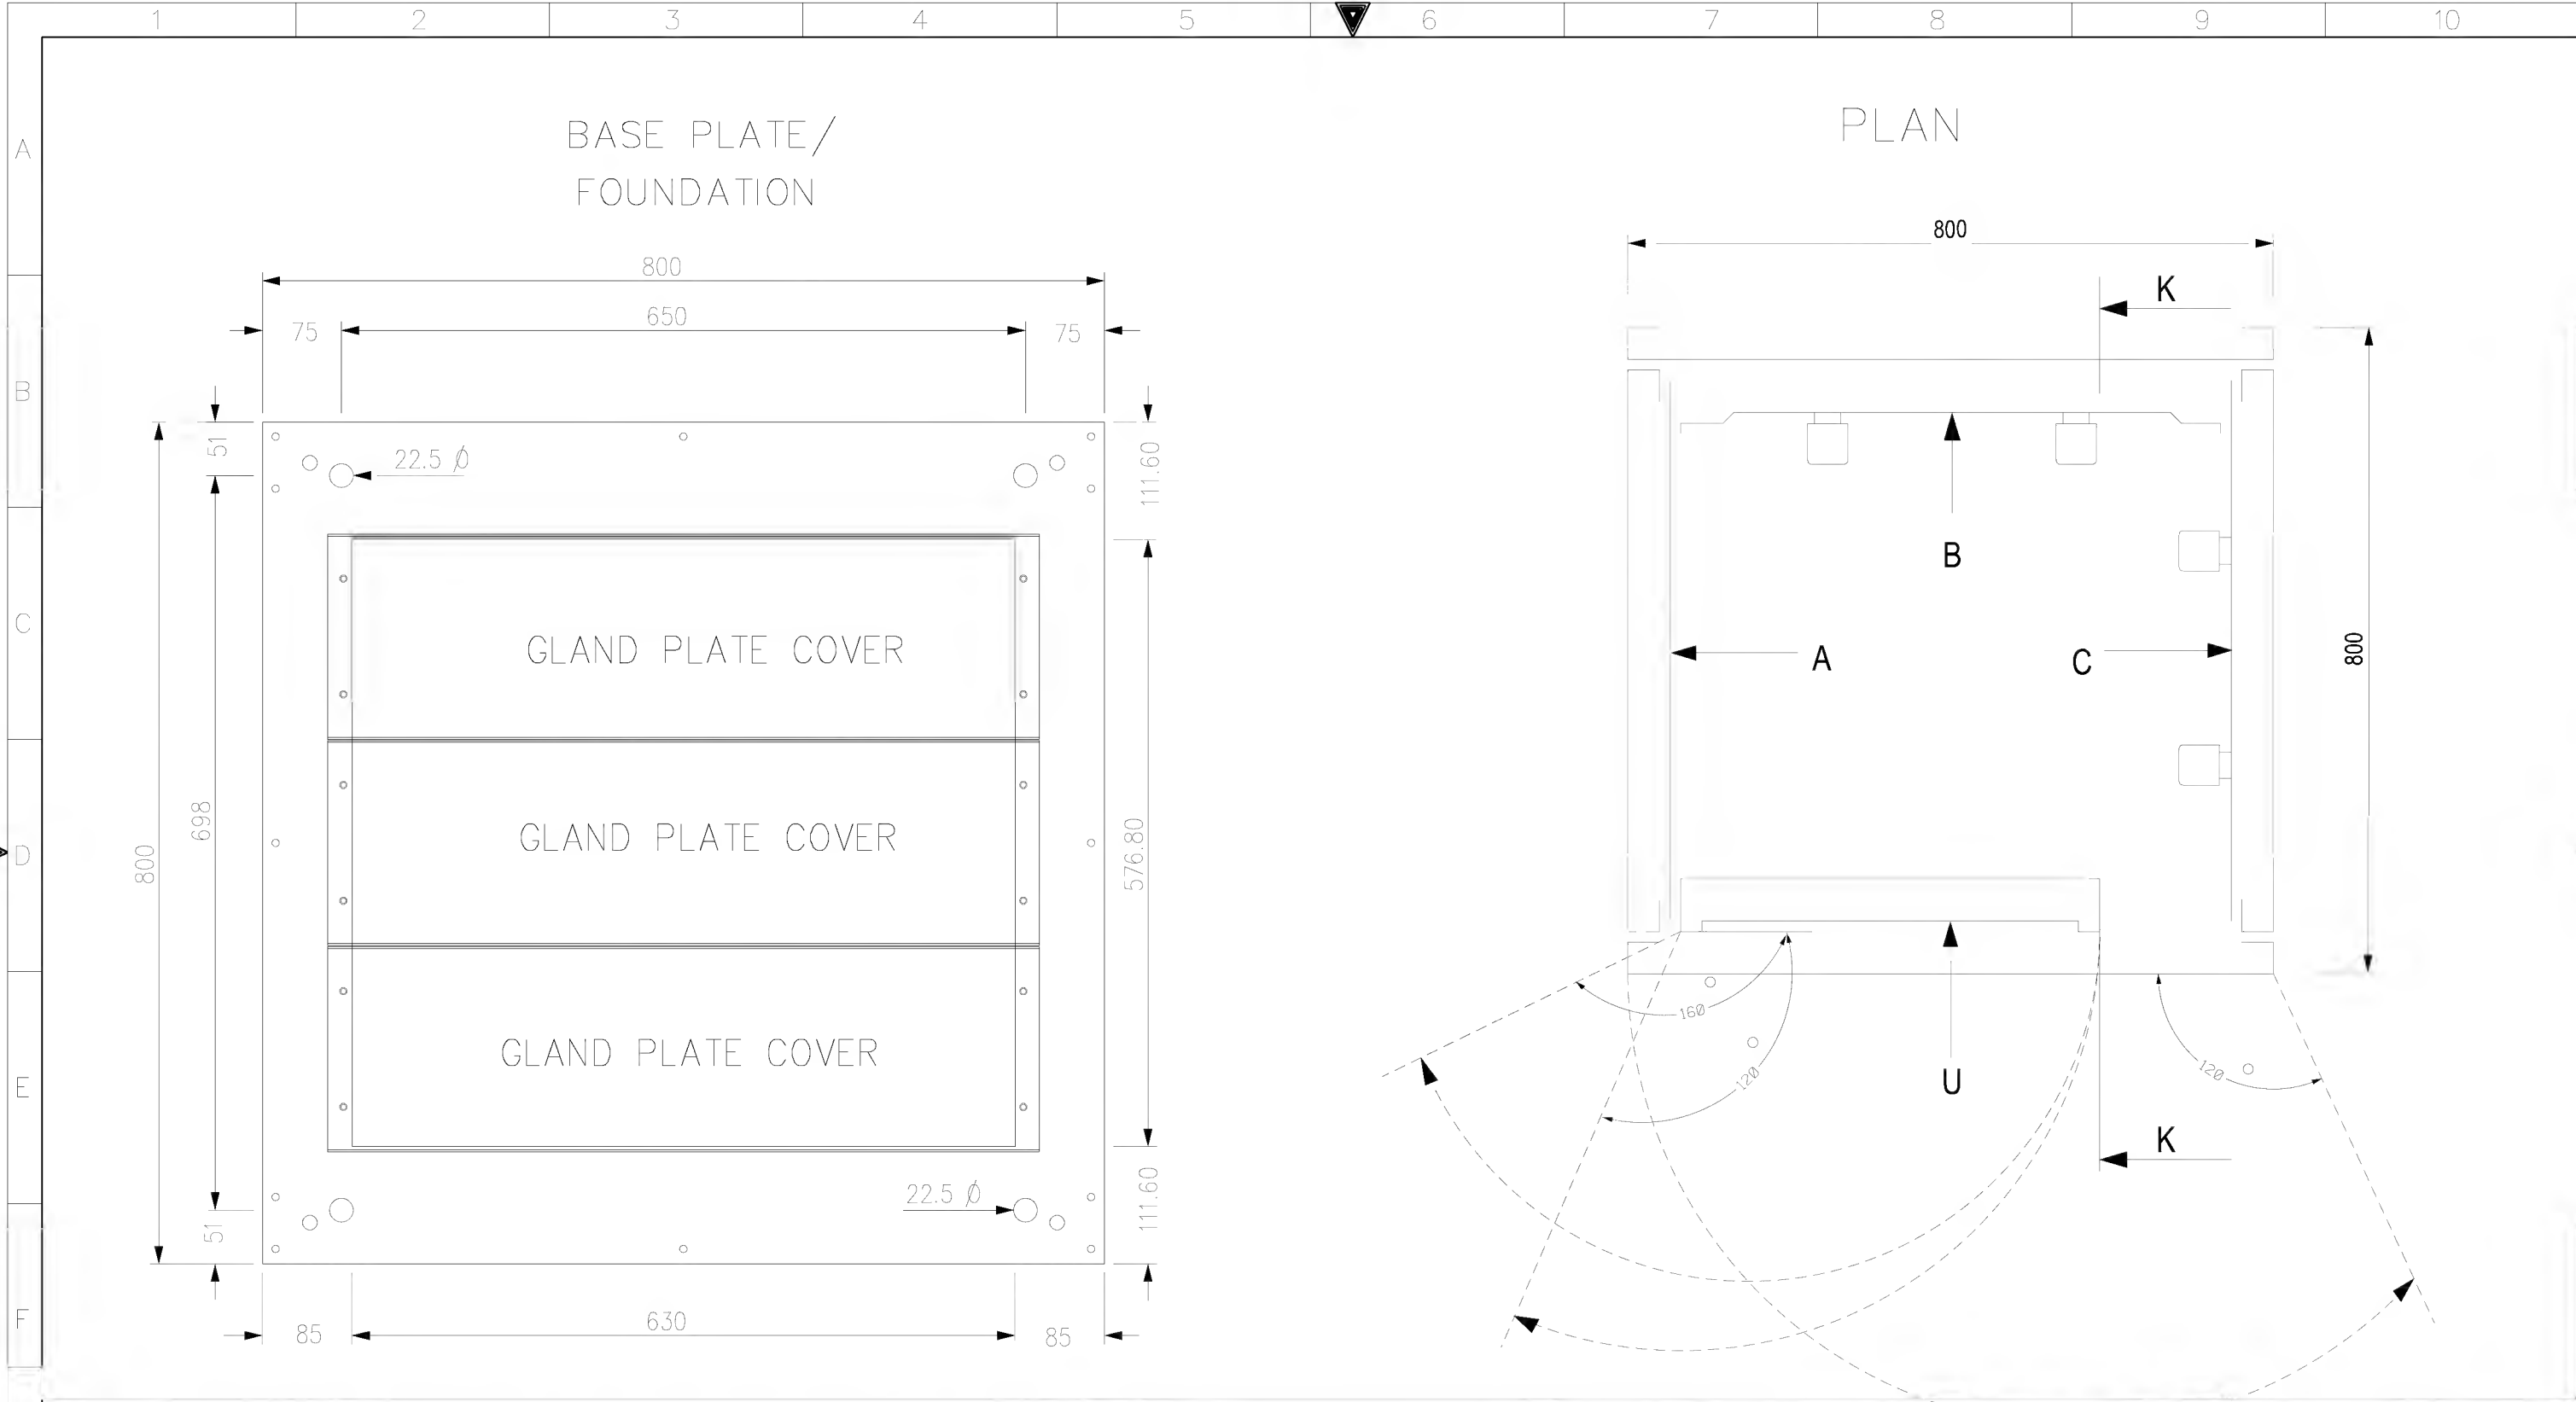 1 2 3 4 5 6 7 8 9 10
A
B
C
D
E
F
BASE PLATE/
FOUNDATION
800
650
75
75
51
22.5 Ø
111.60
GLAND PLATE COVER
698
800
GLAND PLATE COVER
576.80
GLAND PLATE COVER
22.5 Ø
51
111.60
85
630
85
PLAN
800
K
B
A
C
800
160
120
U
120
K